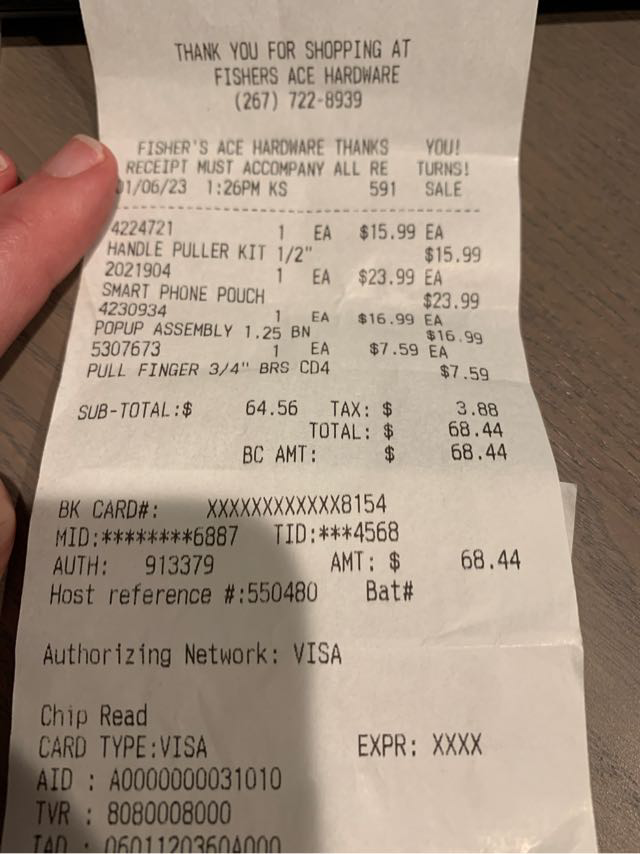 THANK YOU FOR SHOPPING AT
FISHERS ACE HARDWARE
(267) 722-8939
FISHER'S ACE HARDWARE THANKS YOU!
RECEIPT MUST ACCOMPANY ALL RE TURNS!
01/06/23 1:26PM KS 591 SALE
4224721 1 EA $15.99 EA
HANDLE PULLER KIT 1/2" $15.99
2021904 1 EA $23.99 EA
SMART PHONE POUCH $23.99
4230934 1 EA $16.99 EA
POPUP ASSEMBLY 1.25 BN $16.99
5307673 1 EA $7.59 EA
PULL FINGER 3/4" BRS CD4 $7.59
SUB-TOTAL:$ 64.56 TAX: $ 3.88
TOTAL: $ 68.44
BC AMT: $ 68.44
BK CARD#: XXXXXXXXXXXX8154
MID:********6887 TID:***4568
AUTH: 913379 AMT: $ 68.44
Host reference #:550480 Bat#
Authorizing Network: VISA
Chip Read
CARD TYPE:VISA EXPR: XXXX
AID : A0000000031010
TVR : 8080008000
IAD : 0601120360A000